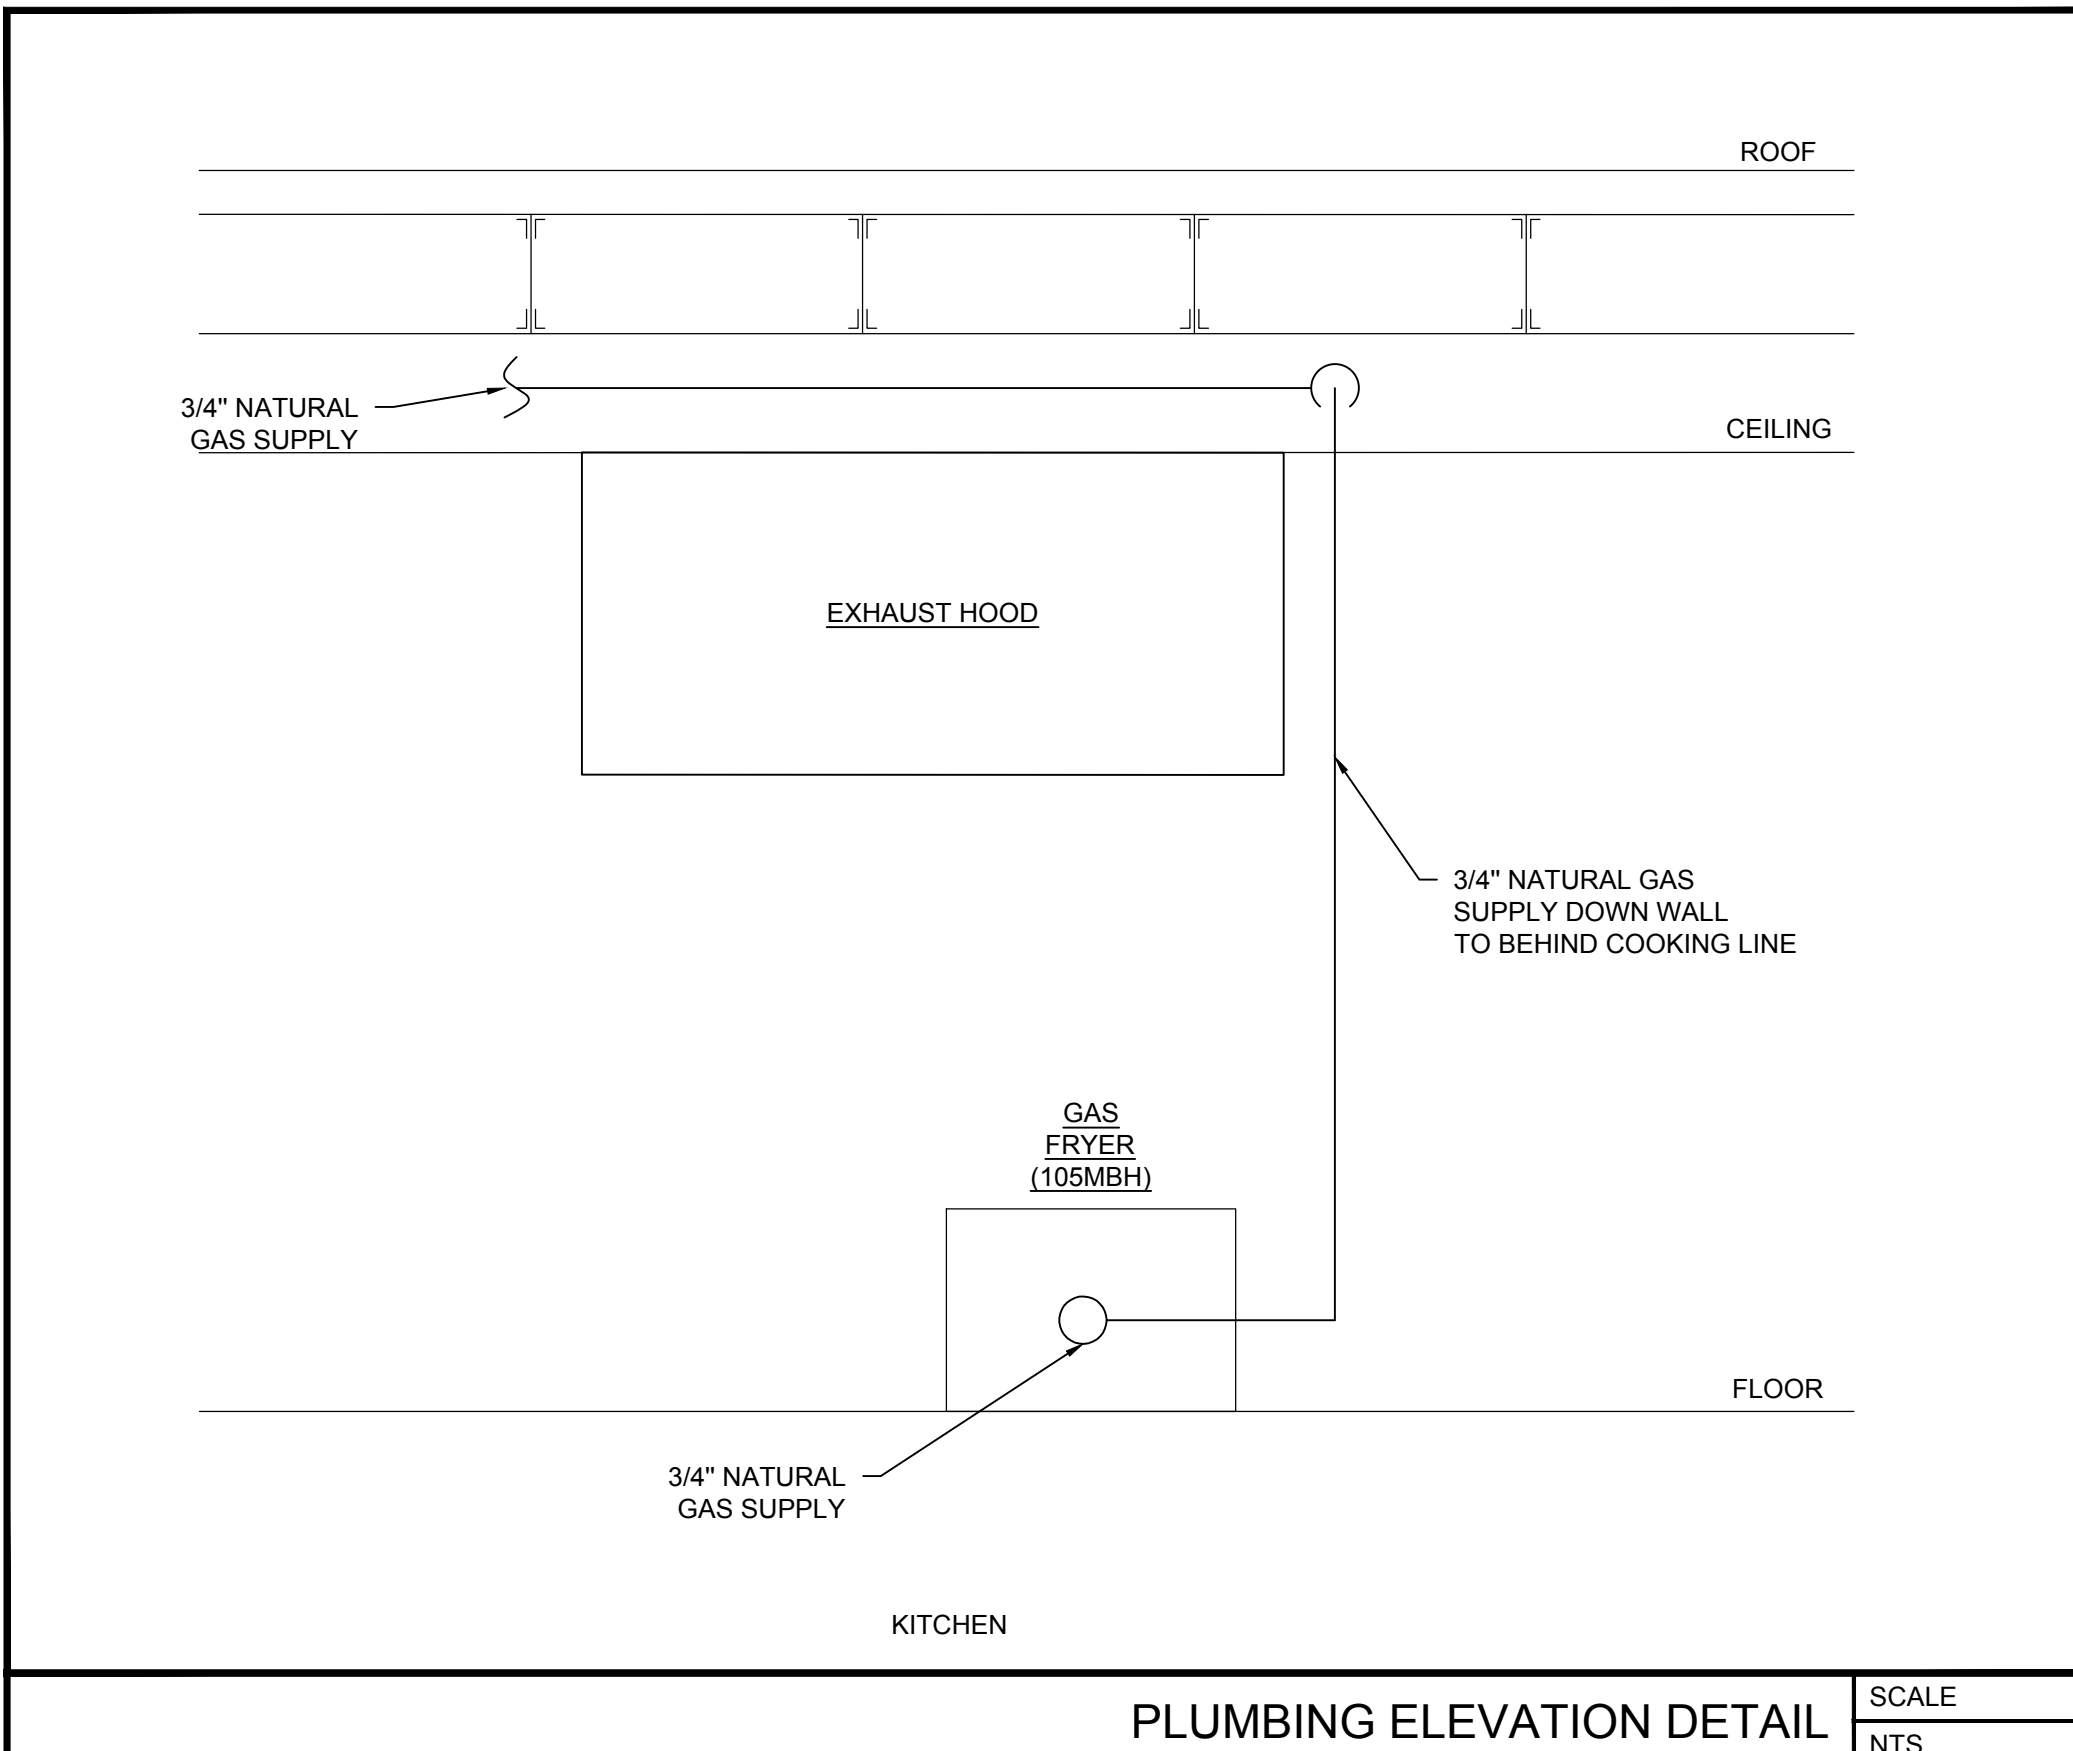 ROOF
3/4" NATURAL
GAS SUPPLY
CEILING
EXHAUST HOOD
3/4" NATURAL GAS
SUPPLY DOWN WALL
TO BEHIND COOKING LINE
GAS
FRYER
(105MBH)
FLOOR
3/4" NATURAL
GAS SUPPLY
KITCHEN
PLUMBING ELEVATION DETAIL
SCALE
NTS